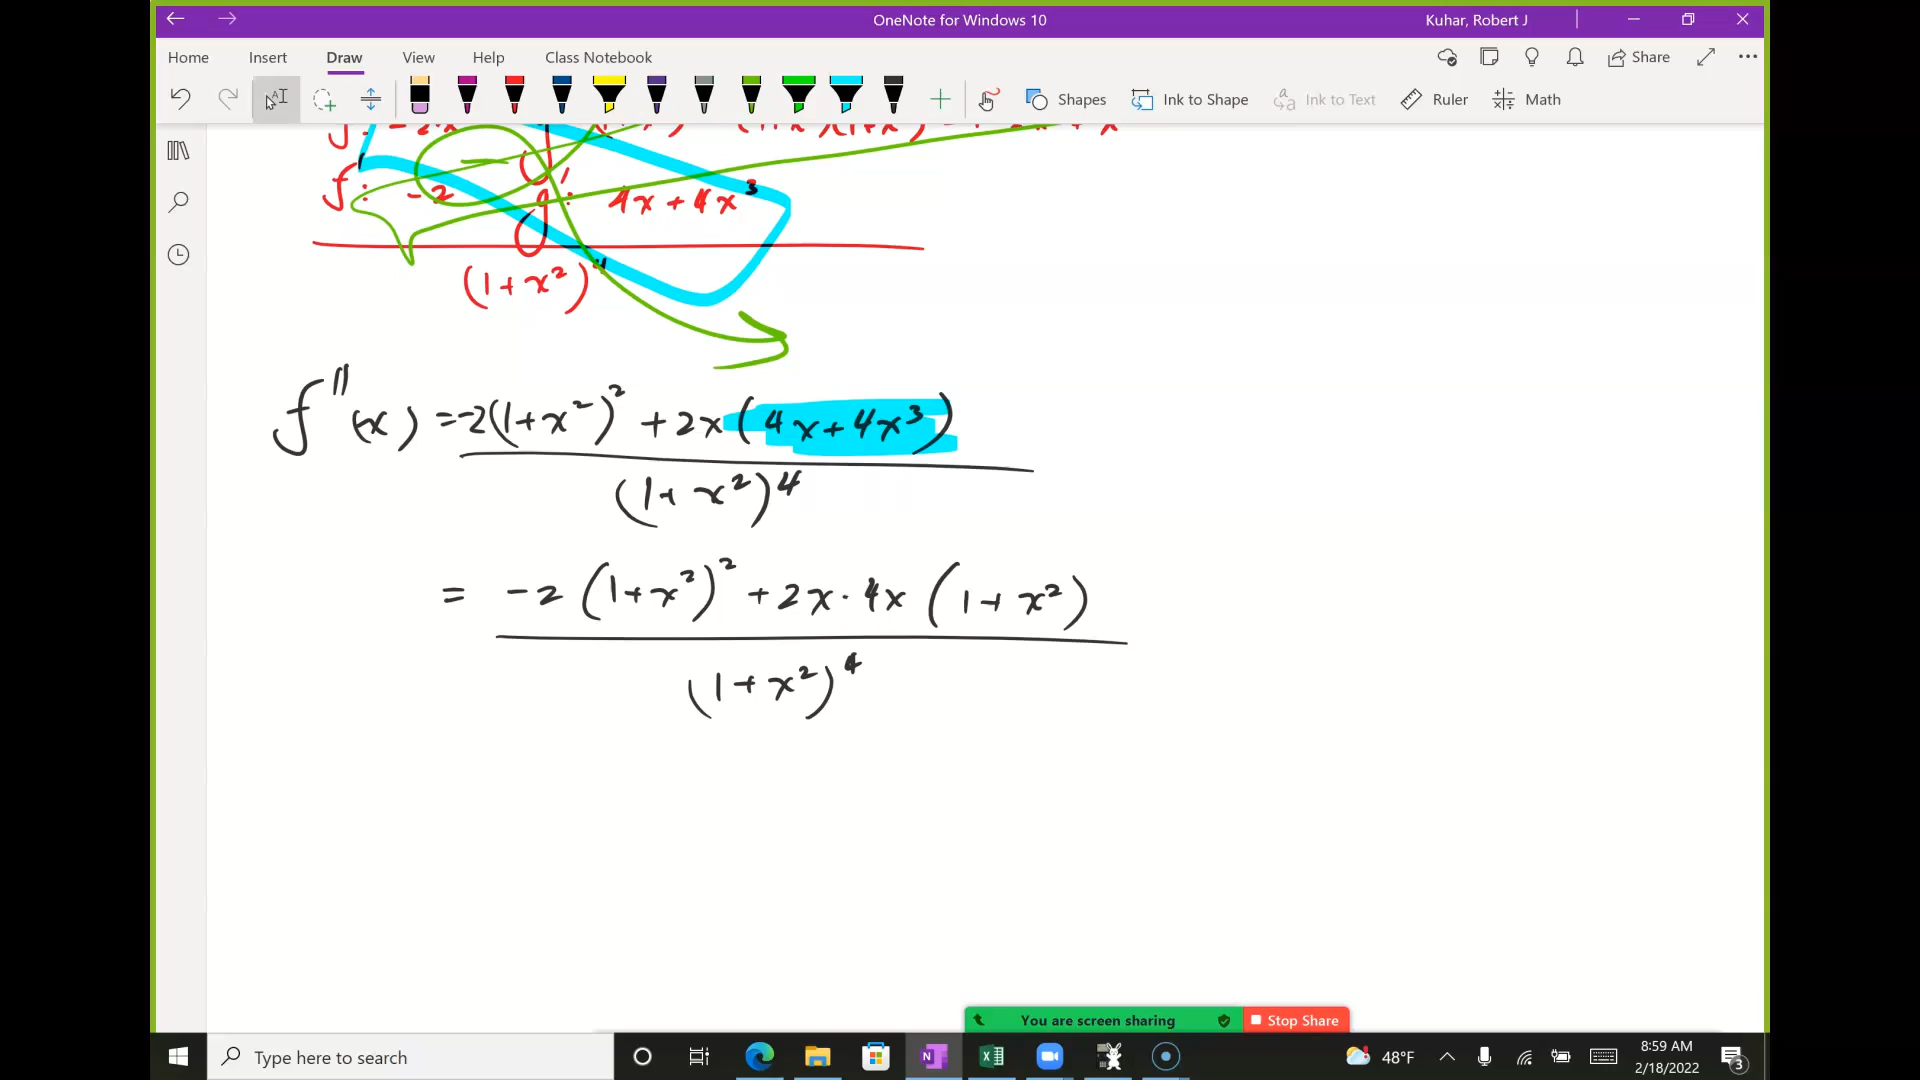 OneNote for Windows 10
Kuhar, Robert J
Home Insert Draw View Help Class Notebook
Share
Shapes Ink to Shape Ink to Text Ruler Math
f: -2 g': 4x + 4x³
(1 + x²)⁴
f''(x) = -2(1+x²)² + 2x(4x + 4x³)
(1 + x²)⁴
= -2(1+x²)² + 2x · 4x (1 + x²)
(1 + x²)⁴
You are screen sharing Stop Share
Type here to search
48°F
8:59 AM
2/18/2022
3